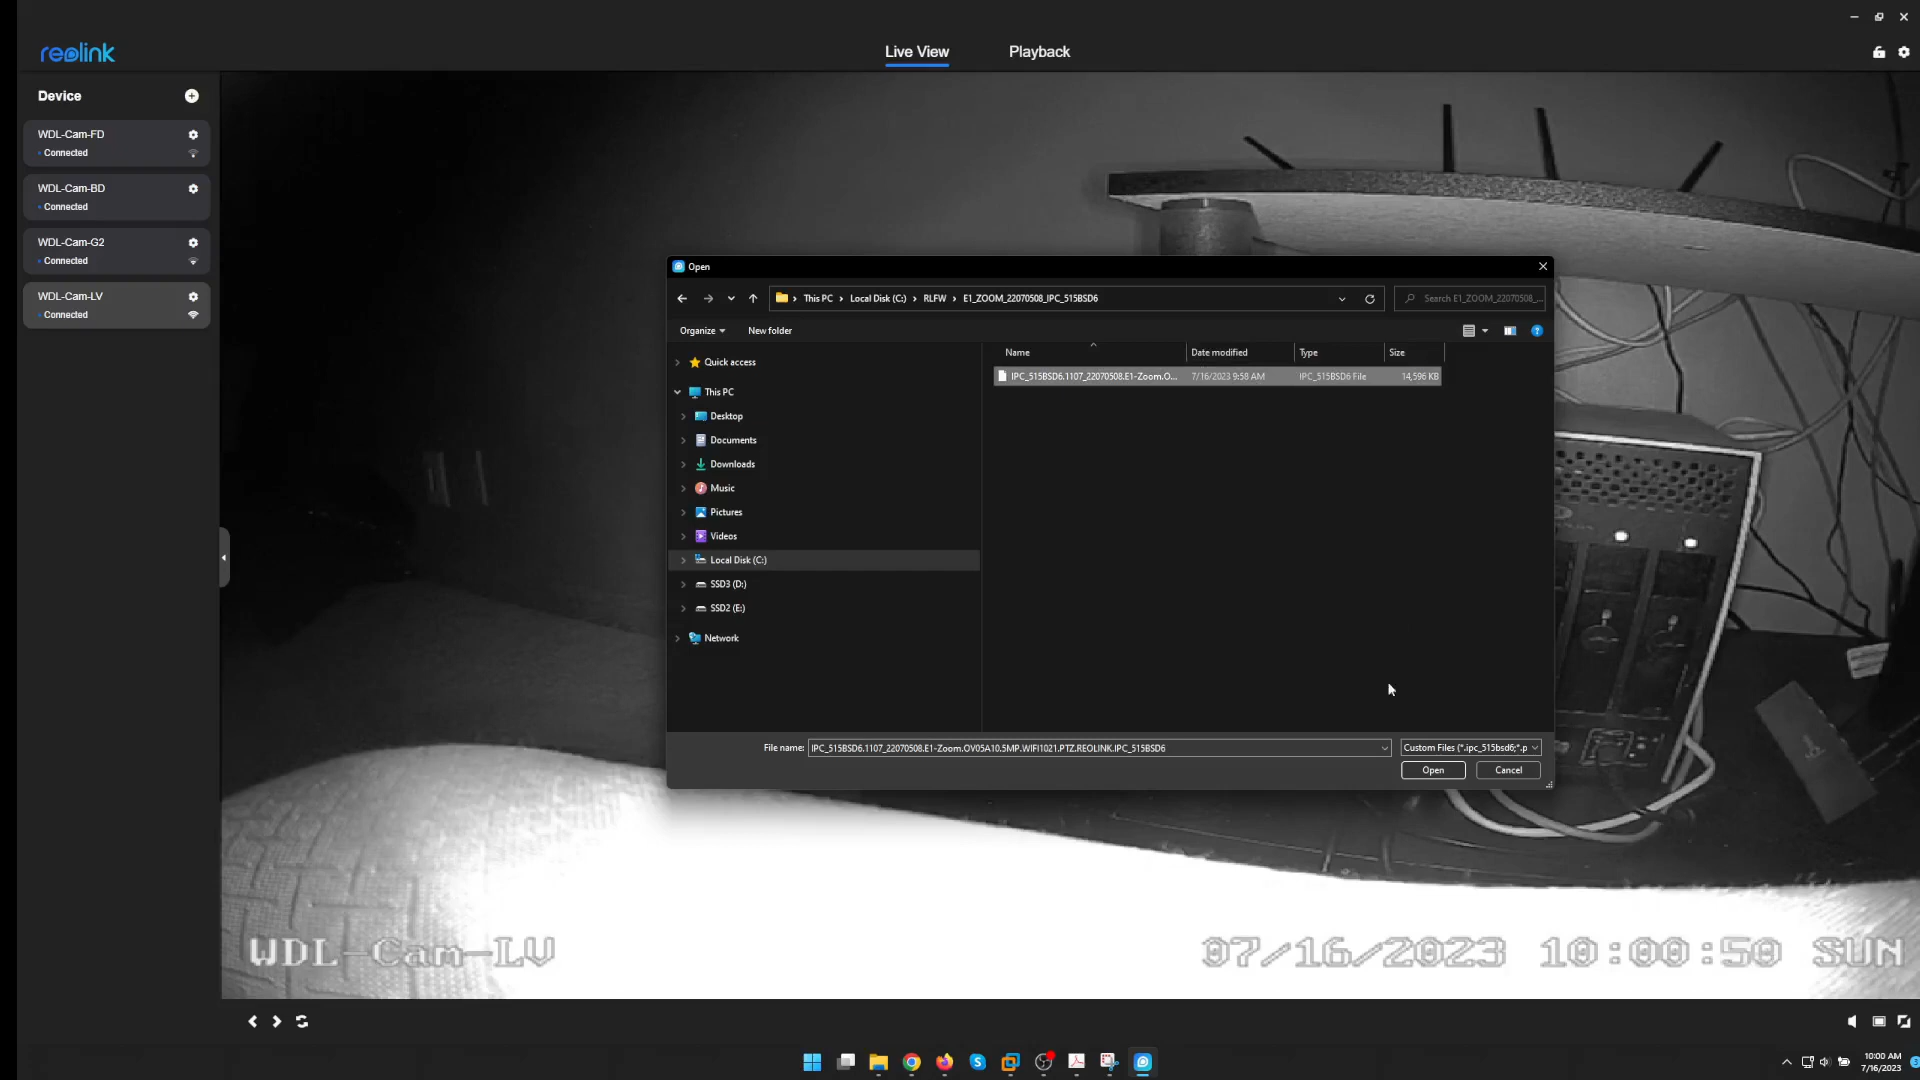 reolink
Live View
Playback
Device
WDL-Cam-FD
Connected
WDL-Cam-BD
Connected
WDL-Cam-G2
Connected
WDL-Cam-LV
Connected
Open
This PC > Local Disk (C:) > RLFW > E1_ZOOM_22070508_IPC_515BSD6
Search E1_ZOOM_22070508_...
Organize
New folder
Name
Date modified
Type
Size
IPC_515BSD6.1107_22070508.E1-Zoom.O...
7/16/2023 9:58 AM
IPC_515BSD6 File
14,596 KB
Quick access
This PC
Desktop
Documents
Downloads
Music
Pictures
Videos
Local Disk (C:)
SSD3 (D:)
SSD2 (E:)
Network
File name:
IPC_515BSD6.1107_22070508.E1-Zoom.OV05A10.5MP.WIFI1021.PTZ.REOLINK.IPC_515BSD6
Custom Files (*.ipc_515bsd6;*.p
Open
Cancel
WDL-Cam-LV
07/16/2023 10:00:50 SUN
10:00 AM
7/16/2023